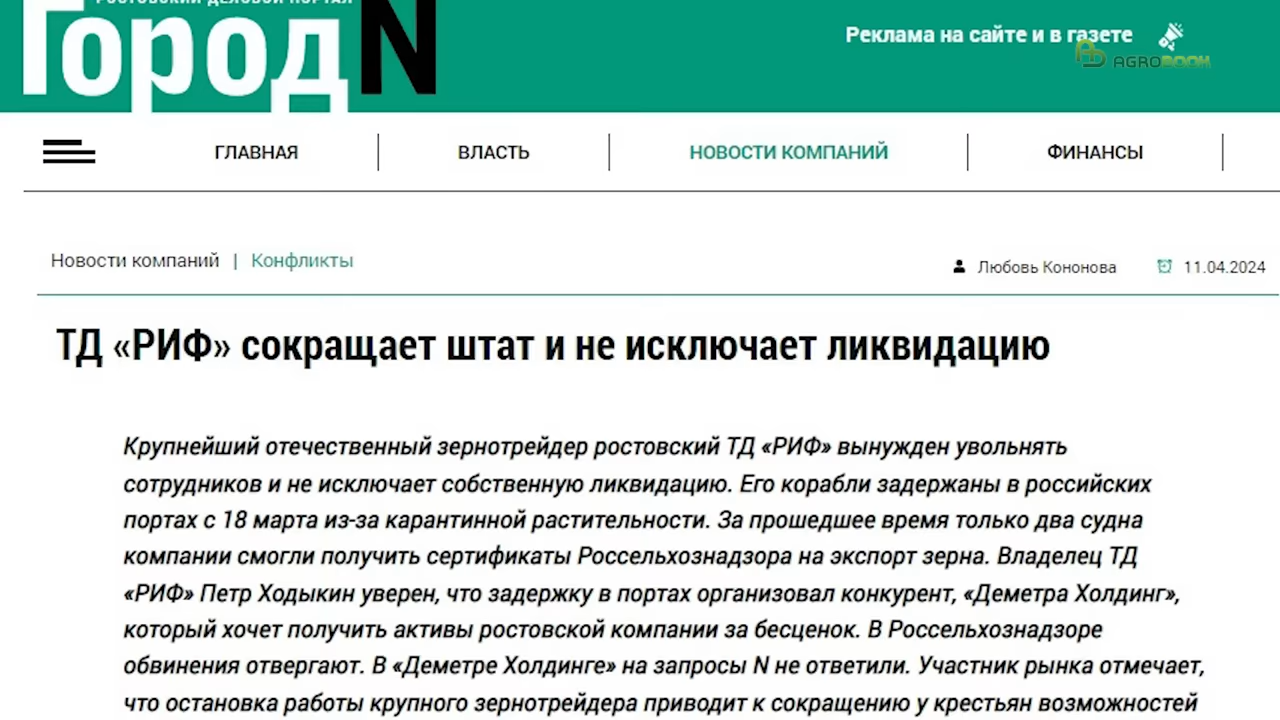 РОСТОВСКИЙ ДЕЛОВОЙ ПОРТАЛ
Город N
Реклама на сайте и в газете
AGROBOOK
ГЛАВНАЯ
ВЛАСТЬ
НОВОСТИ КОМПАНИЙ
ФИНАНСЫ
Новости компаний | Конфликты
Любовь Кононова
11.04.2024
ТД «РИФ» сокращает штат и не исключает ликвидацию
Крупнейший отечественный зернотрейдер ростовский ТД «РИФ» вынужден увольнять
сотрудников и не исключает собственную ликвидацию. Его корабли задержаны в российских
портах с 18 марта из-за карантинной растительности. За прошедшее время только два судна
компании смогли получить сертификаты Россельхознадзора на экспорт зерна. Владелец ТД
«РИФ» Петр Ходыкин уверен, что задержку в портах организовал конкурент, «Деметра Холдинг»,
который хочет получить активы ростовской компании за бесценок. В Россельхознадзоре
обвинения отвергают. В «Деметре Холдинге» на запросы N не ответили. Участник рынка отмечает,
что остановка работы крупного зернотрейдера приводит к сокращению у крестьян возможностей